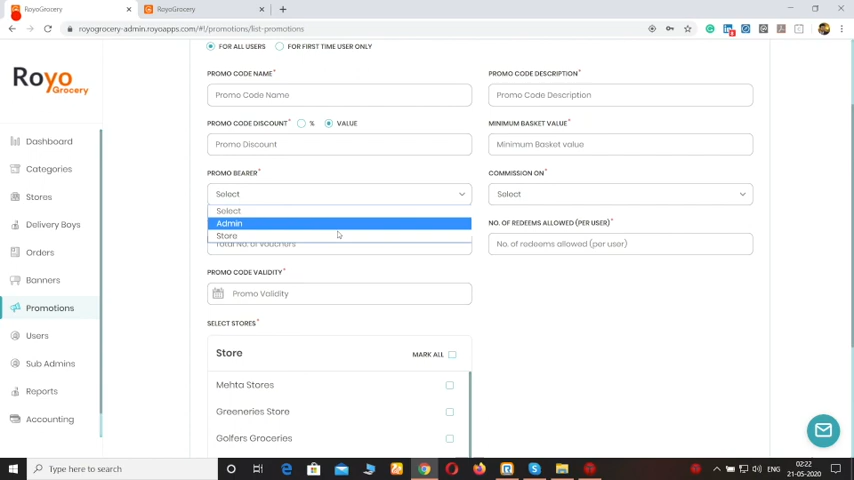 RoyoGrocery
RoyoGrocery
royogrocery-admin.royoapps.com/#!/promotions/list-promotions
Royo
Grocery
FOR ALL USERS FOR FIRST TIME USER ONLY
PROMO CODE NAME* PROMO CODE DESCRIPTION*
Promo Code Name Promo Code Description
PROMO CODE DISCOUNT* % VALUE MINIMUM BASKET VALUE*
Promo Discount Minimum Basket value
PROMO BEARER* COMMISSION ON*
Select Select
Select
Admin
Store
Total No. of Vouchers
NO. OF REDEEMS ALLOWED (PER USER)*
No. of redeems allowed (per user)
PROMO CODE VALIDITY*
Promo Validity
SELECT STORES*
Store MARK ALL
Mehta Stores
Greeneries Store
Golfers Groceries
Dashboard
Categories
Stores
Delivery Boys
Orders
Banners
Promotions
Users
Sub Admins
Reports
Accounting
Type here to search
ENG
02:22
21-05-2020